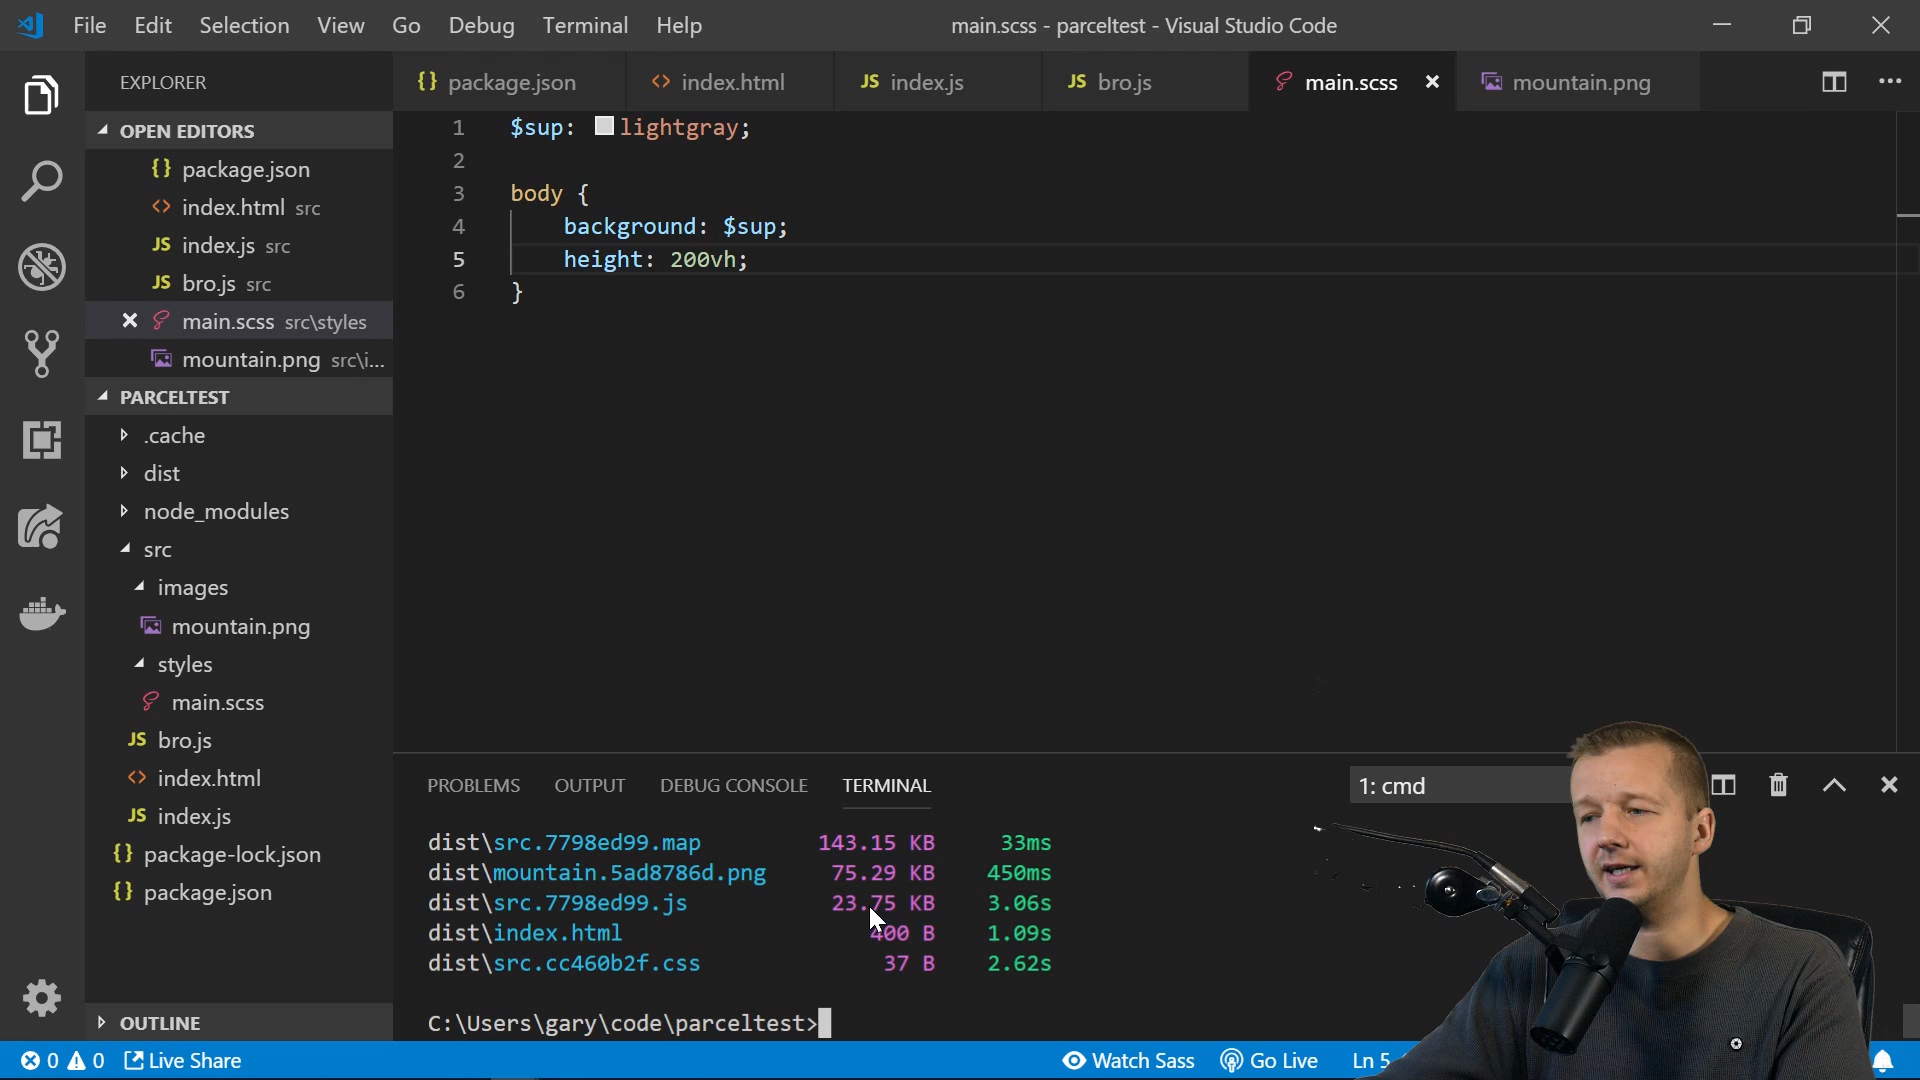 File Edit Selection View Go Debug Terminal Help
main.scss - parceltest - Visual Studio Code
EXPLORER
OPEN EDITORS
package.json
index.html src
index.js src
bro.js src
main.scss src\styles
mountain.png src\i...
PARCELTEST
.cache
dist
node_modules
src
images
mountain.png
styles
main.scss
JS bro.js
index.html
JS index.js
{} package-lock.json
{} package.json
OUTLINE
{} package.json <> index.html JS index.js JS bro.js main.scss mountain.png
1 $sup: lightgray;
2
3 body {
4 background: $sup;
5 height: 200vh;
6 }
PROBLEMS OUTPUT DEBUG CONSOLE TERMINAL
1: cmd
dist\src.7798ed99.map 143.15 KB 33ms
dist\mountain.5ad8786d.png 75.29 KB 450ms
dist\src.7798ed99.js 23.75 KB 3.06s
dist\index.html 400 B 1.09s
dist\src.cc460b2f.css 37 B 2.62s
C:\Users\gary\code\parceltest>
0 0 Live Share
Watch Sass Go Live Ln 5